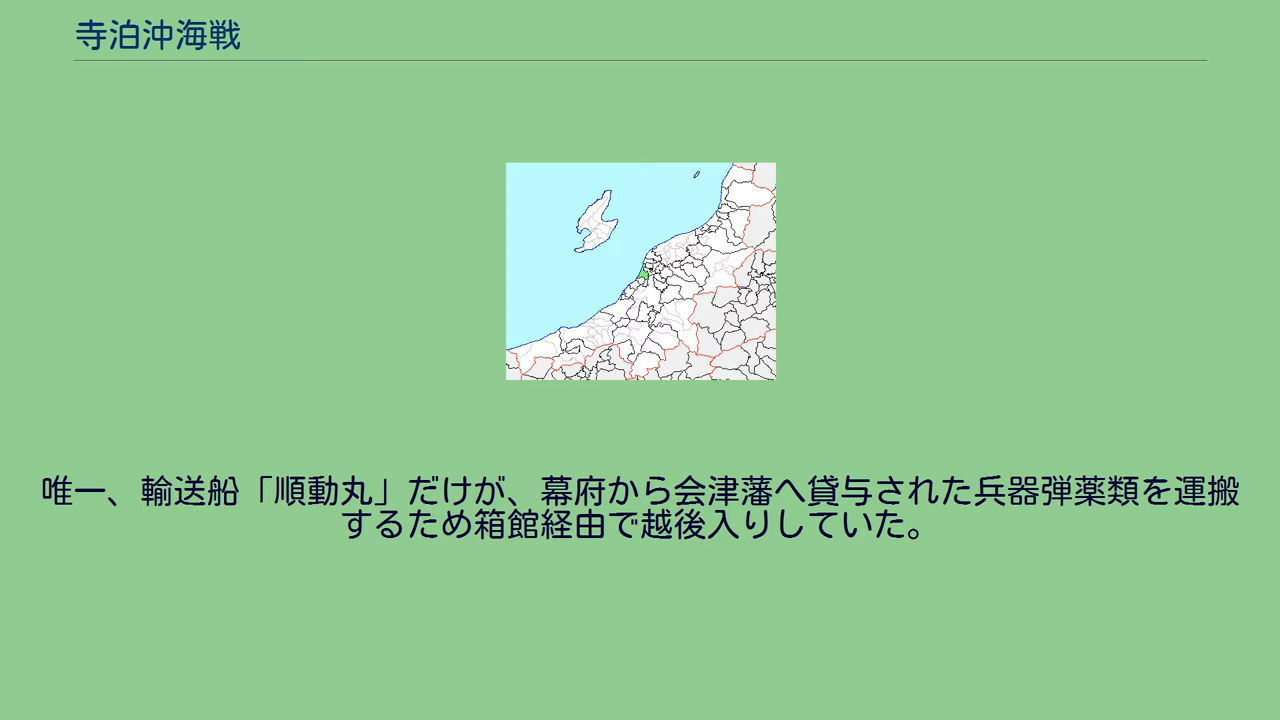 寺泊沖海戦
唯一、輸送船「順動丸」だけが、幕府から会津藩へ貸与された兵器弾薬類を運搬
するため箱館経由で越後入りしていた。